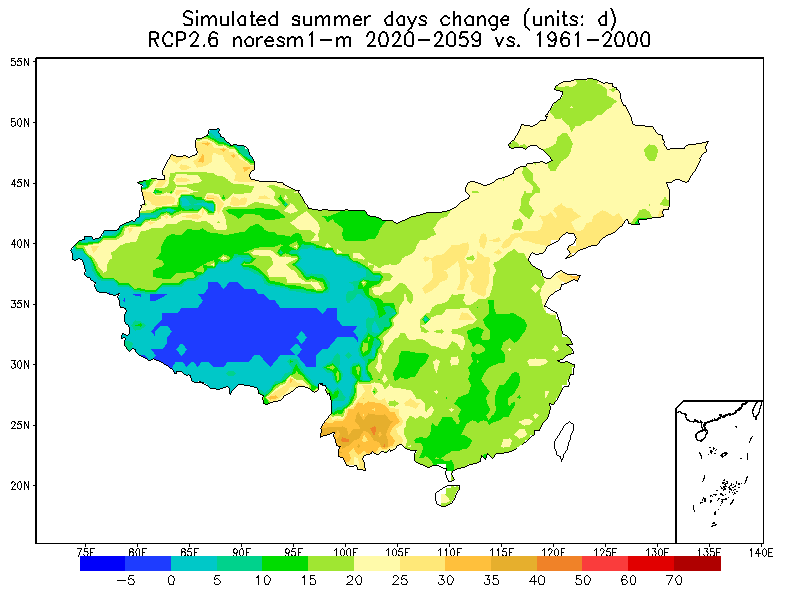 Simulated summer days change (units: d)
RCP2.6 noresm1-m 2020-2059 vs. 1961-2000
55N
50N
45N
40N
35N
30N
25N
20N
75E 80E 85E 90E 95E 100E 105E 110E 115E 120E 125E 130E 135E 140E
-5 0 5 10 15 20 25 30 35 40 50 60 70